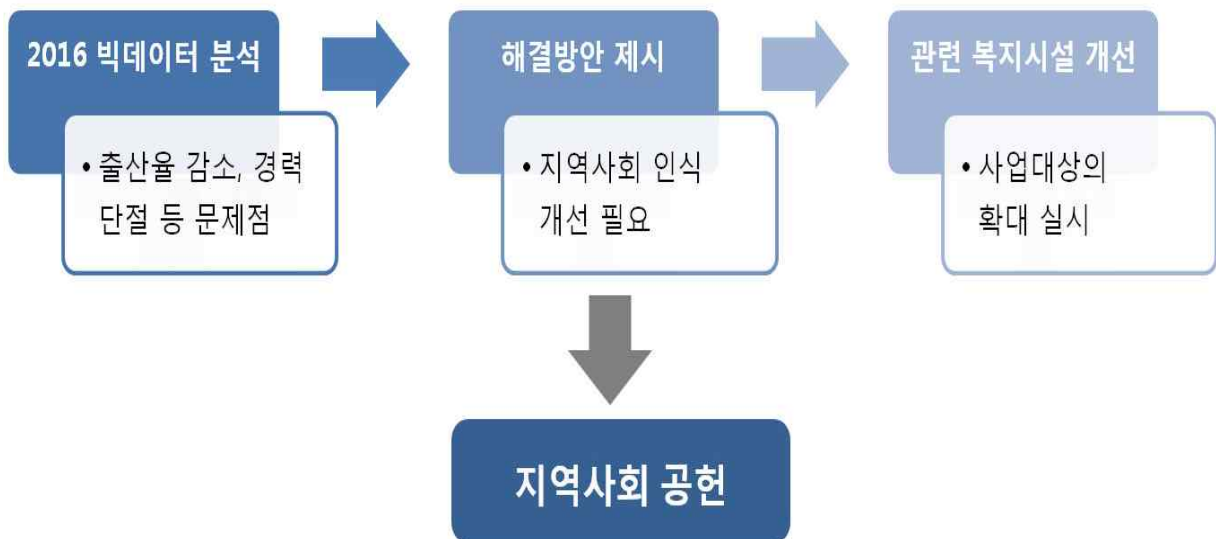 2016 빅데이터 분석
• 출산율 감소, 경력
단절 등 문제점
해결방안 제시
• 지역사회 인식
개선 필요
관련 복지시설 개선
• 사업대상의
확대 실시
지역사회 공헌